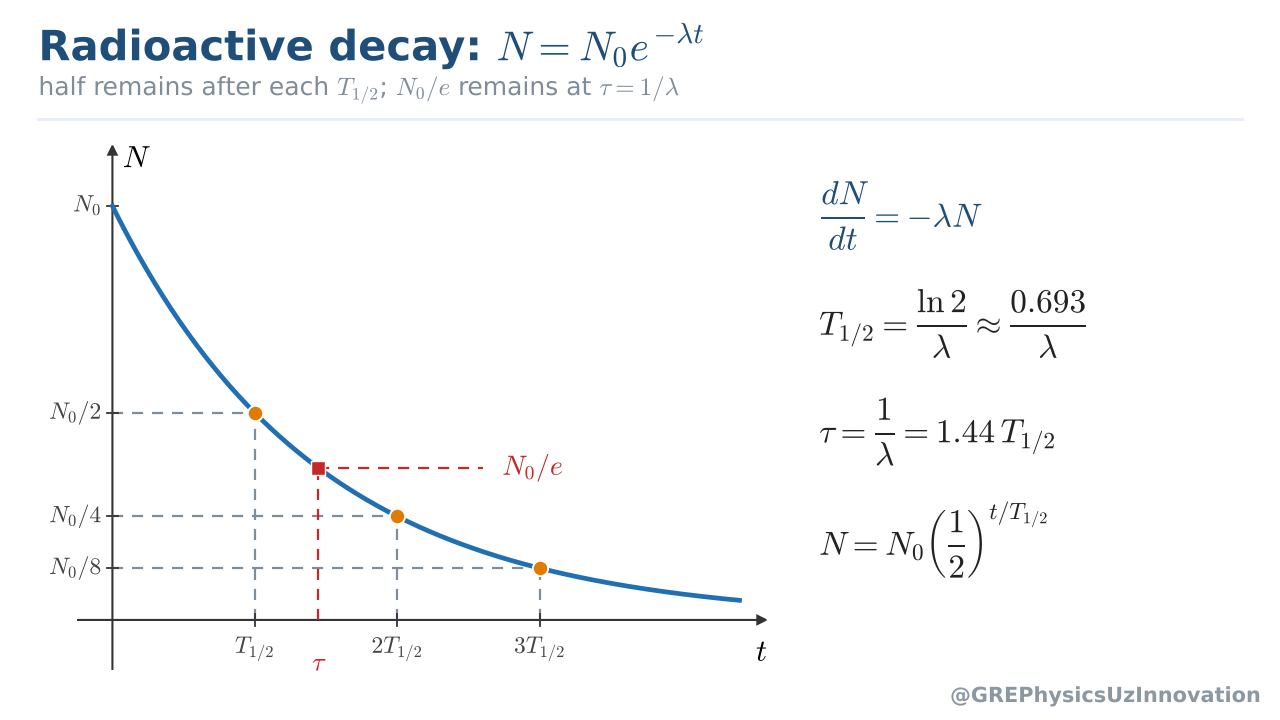 Radioactive decay: N = N₀e^{−λt}
half remains after each T₁/₂; N₀/e remains at τ = 1/λ
N
N₀
N₀/2
N₀/e
N₀/4
N₀/8
T₁/₂ 2T₁/₂ 3T₁/₂
τ
t
dN/dt = −λN
T₁/₂ = ln 2/λ ≈ 0.693/λ
τ = 1/λ = 1.44 T₁/₂
N = N₀(1/2)^{t/T₁/₂}
@GREPhysicsUzInnovation